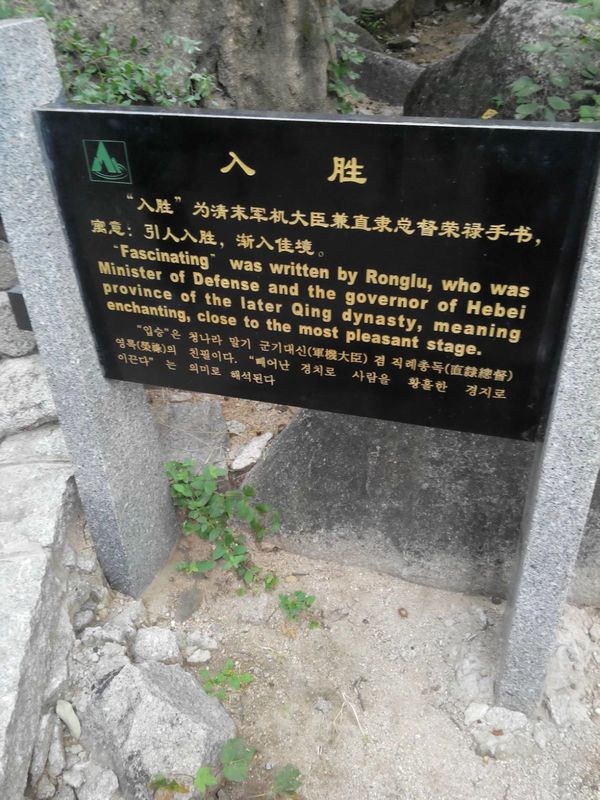 入胜
“入胜”为清末军机大臣兼直隶总督荣禄手书，
寓意：引人入胜，渐入佳境。
“Fascinating” was written by Ronglu, who was
Minister of Defense and the governor of Hebei
province of the later Qing dynasty, meaning
enchanting, close to the most pleasant stage.
“입승”은 청나라 말기 군기대신(軍機大臣) 겸 직례총독(直隸總督)
영록(榮祿)의 친필이다. “빼어난 경치로 사람을 황홀한 경지로
이끈다” 는 의미로 해석된다